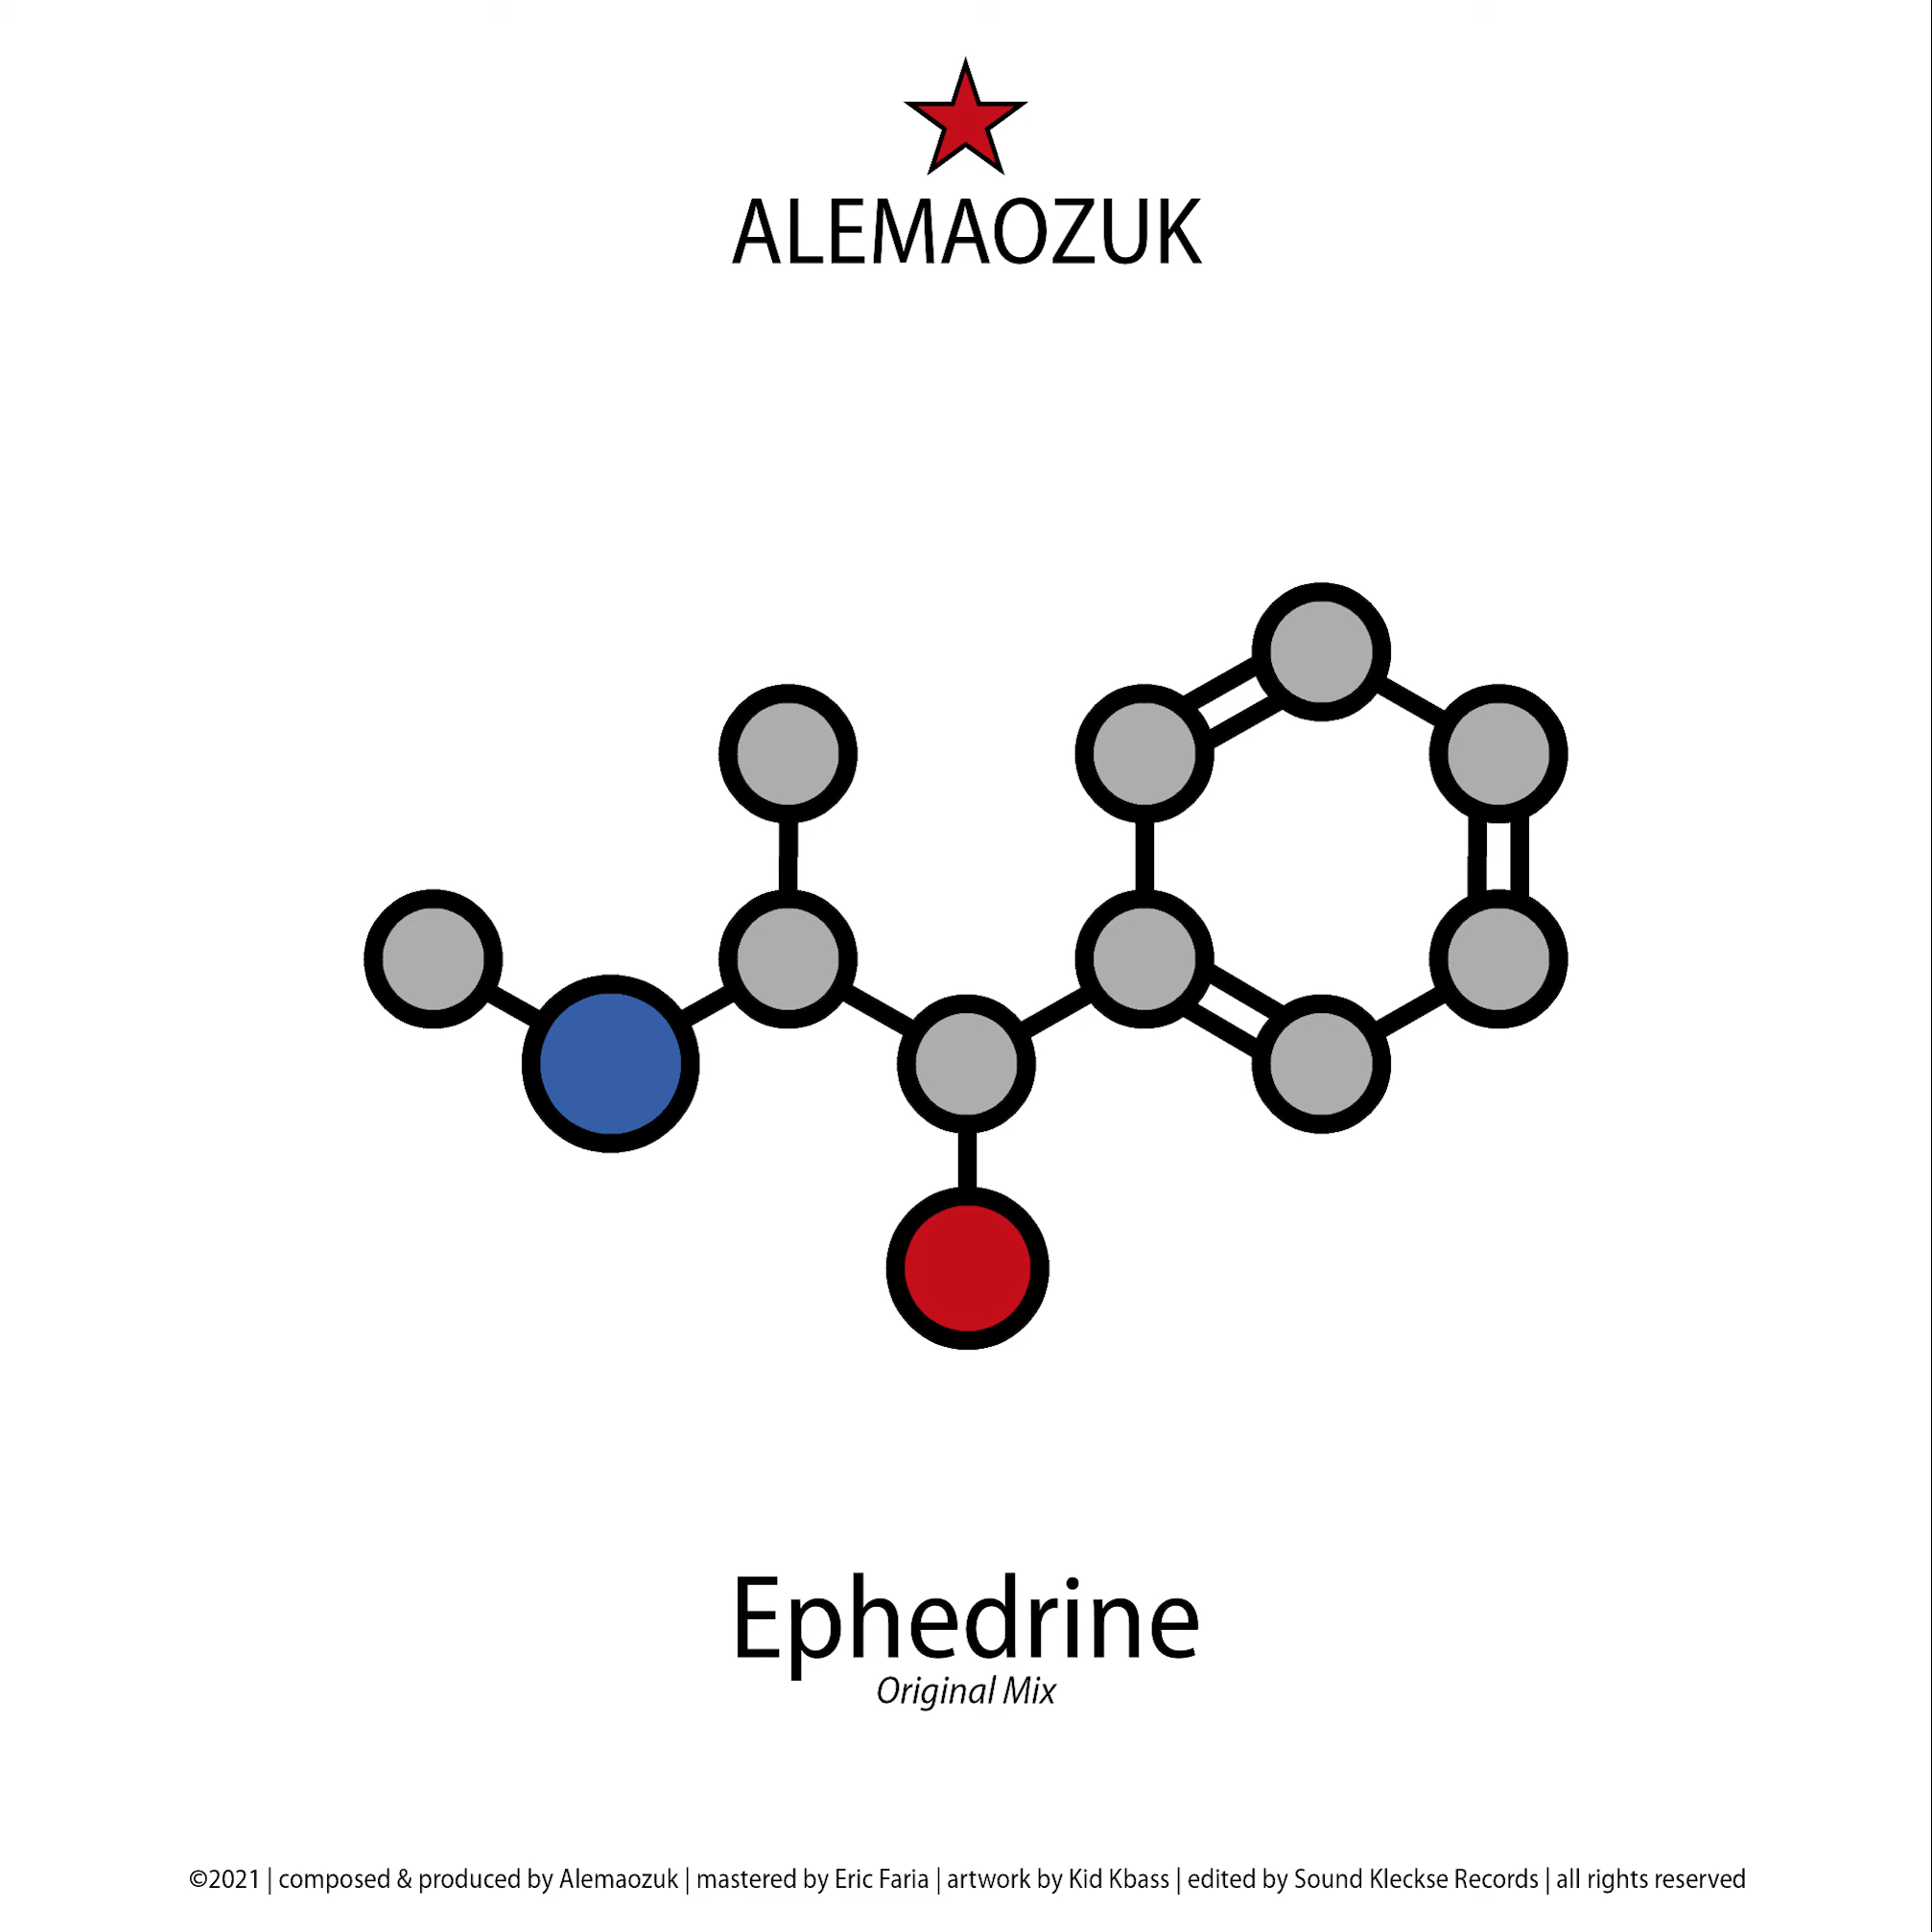 ALEMAOZUK
Ephedrine
Original Mix
©2021 | composed & produced by Alemaozuk | mastered by Eric Faria | artwork by Kid Kbass | edited by Sound Kleckse Records | all rights reserved